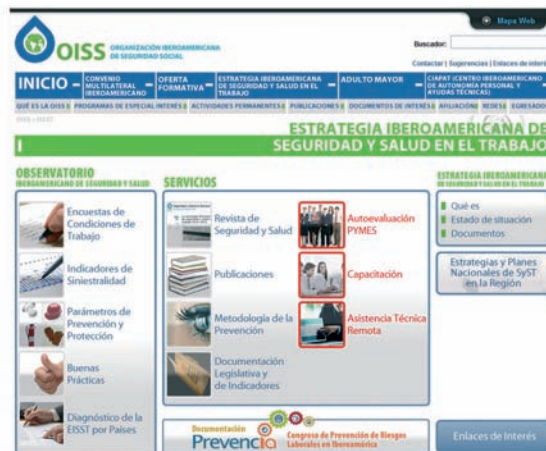 Mapa Web
OISS
ORGANIZACIÓN IBEROAMERICANA
DE SEGURIDAD SOCIAL
Buscador:
Contactar | Sugerencias | Enlaces de interé
INICIO
CONVENIO
MULTILATERAL
IBEROAMERICANO
OFERTA
FORMATIVA
ESTRATEGIA IBEROAMERICANA
DE SEGURIDAD Y SALUD EN EL
TRABAJO
ADULTO MAYOR
CIAPAT (CENTRO IBEROAMERICANO
DE AUTONOMÍA PERSONAL Y
AYUDAS TÉCNICAS)
QUÉ ES LA OISS
PROGRAMAS DE ESPECIAL INTERÉS
ACTIVIDADES PERMANENTES
PUBLICACIONES
DOCUMENTOS DE INTERÉS
AFILIACIÓN
REDES
EGRESADO
ESTRATEGIA IBEROAMERICANA DE
SEGURIDAD Y SALUD EN EL TRABAJO
OBSERVATORIO
IBEROAMERICANO DE SEGURIDAD Y SALUD
Encuestas de
Condiciones de
Trabajo
Indicadores de
Siniestralidad
Parámetros de
Prevención y
Protección
Buenas
Prácticas
Diagnóstico de la
EISST por Países
SERVICIOS
Revista de
Seguridad y Salud
Publicaciones
Metodología de la
Prevención
Documentación
Legislativa y
de Indicadores
Autoevaluación
PYMES
Capacitación
Asistencia Técnica
Remota
Documentación
Prevencia
Congreso de Prevención de Riesgos
Laborales en Iberoamérica
ESTRATEGIA IBEROAMERICANA
DE SEGURIDAD Y SALUD EN EL TRABAJO
Qué es
Estado de situación
Documentos
Estrategias y Planes
Nacionales de SyST
en la Región
Enlaces de Interés